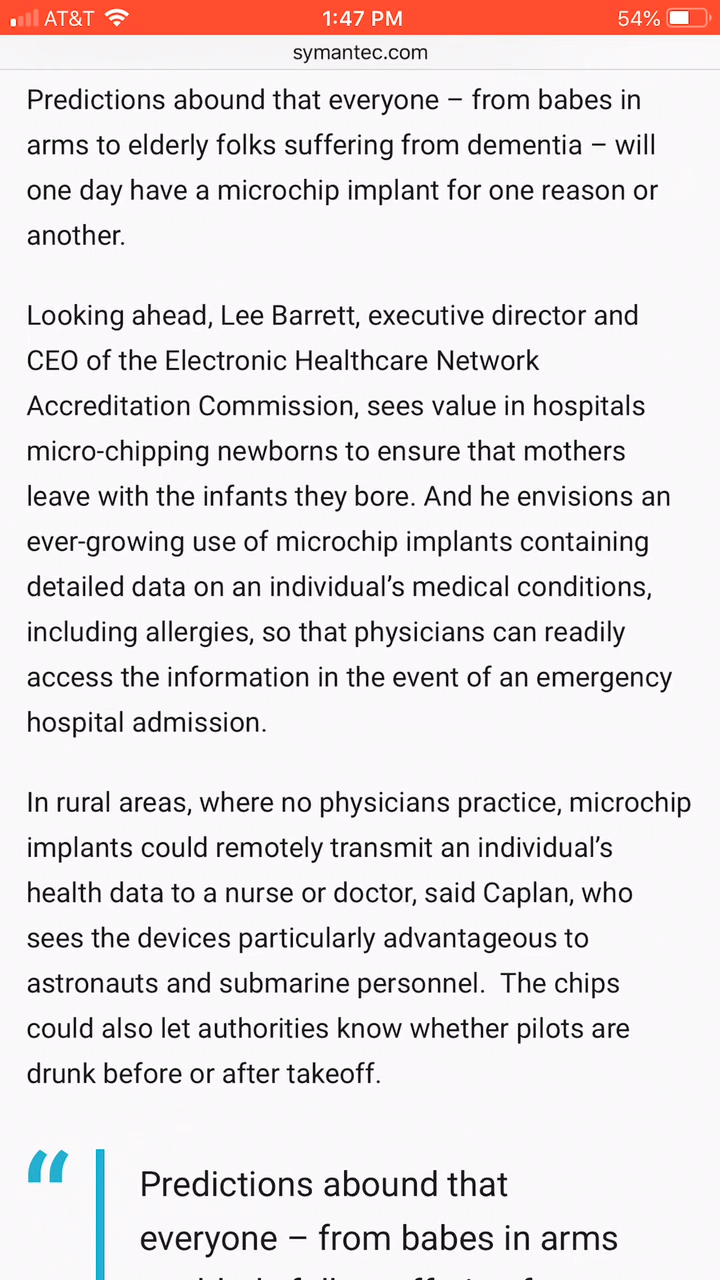 AT&T 1:47 PM 54%
symantec.com
Predictions abound that everyone – from babes in
arms to elderly folks suffering from dementia – will
one day have a microchip implant for one reason or
another.
Looking ahead, Lee Barrett, executive director and
CEO of the Electronic Healthcare Network
Accreditation Commission, sees value in hospitals
micro-chipping newborns to ensure that mothers
leave with the infants they bore. And he envisions an
ever-growing use of microchip implants containing
detailed data on an individual’s medical conditions,
including allergies, so that physicians can readily
access the information in the event of an emergency
hospital admission.
In rural areas, where no physicians practice, microchip
implants could remotely transmit an individual’s
health data to a nurse or doctor, said Caplan, who
sees the devices particularly advantageous to
astronauts and submarine personnel.  The chips
could also let authorities know whether pilots are
drunk before or after takeoff.
“
Predictions abound that
everyone – from babes in arms